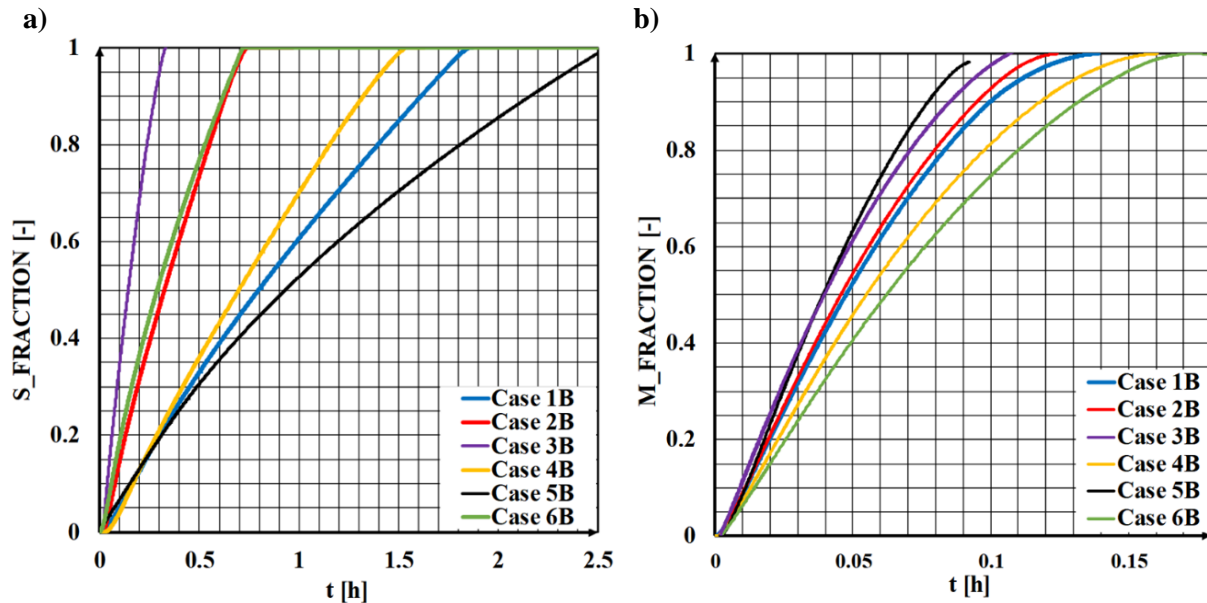 a)
S_FRACTION [-]
1
0.8
0.6
0.4
0.2
0
0
0.5
1
1.5
2
2.5
t [h]
Case 1B
Case 2B
Case 3B
Case 4B
Case 5B
Case 6B
b)
M_FRACTION [-]
1
0.8
0.6
0.4
0.2
0
0
0.05
0.1
0.15
t [h]
Case 1B
Case 2B
Case 3B
Case 4B
Case 5B
Case 6B